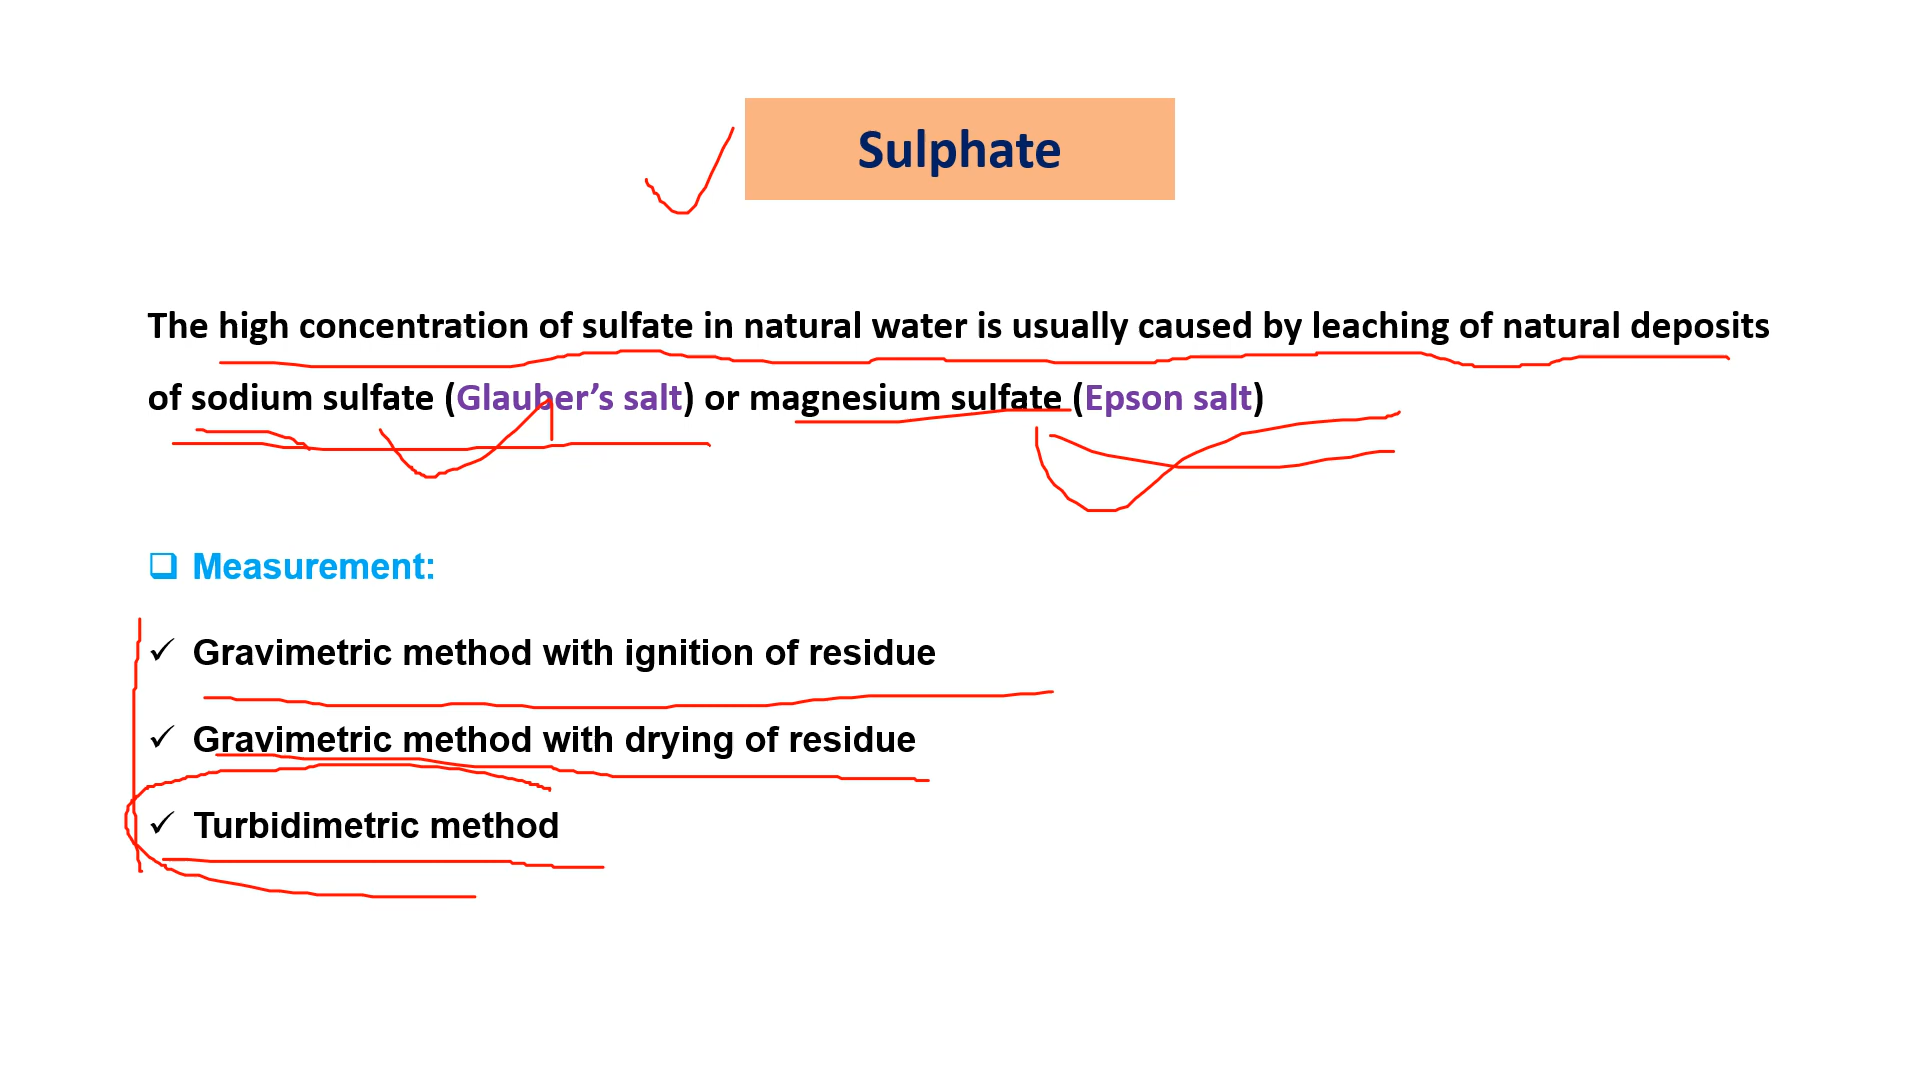 Sulphate
The high concentration of sulfate in natural water is usually caused by leaching of natural deposits
of sodium sulfate (Glauber’s salt) or magnesium sulfate (Epson salt)
❑ Measurement:
✓ Gravimetric method with ignition of residue
✓ Gravimetric method with drying of residue
✓ Turbidimetric method